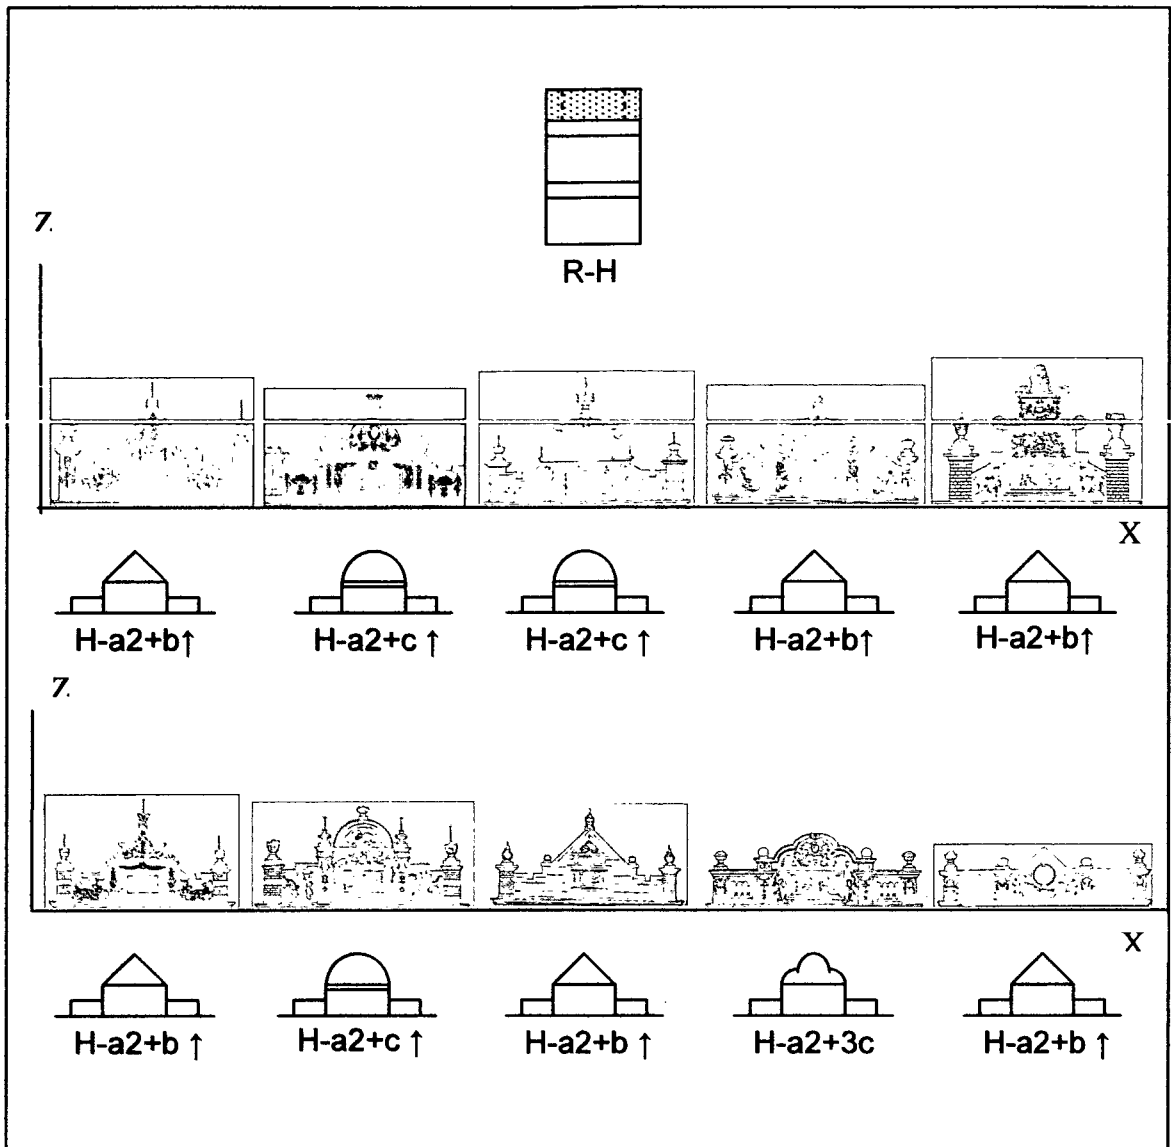 R-H
7.
X
H-a2+b↑ H-a2+c ↑ H-a2+c ↑ H-a2+b↑ H-a2+b↑
7.
X
H-a2+b ↑ H-a2+c ↑ H-a2+b ↑ H-a2+3c H-a2+b ↑